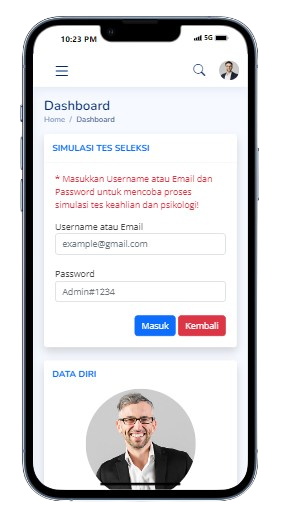 10:23 PM
5G
Dashboard
Home / Dashboard
SIMULASI TES SELEKSI
* Masukkan Username atau Email dan
Password untuk mencoba proses
simulasi tes keahlian dan psikologi!
Username atau Email
example@gmail.com
Password
Admin#1234
Masuk Kembali
DATA DIRI